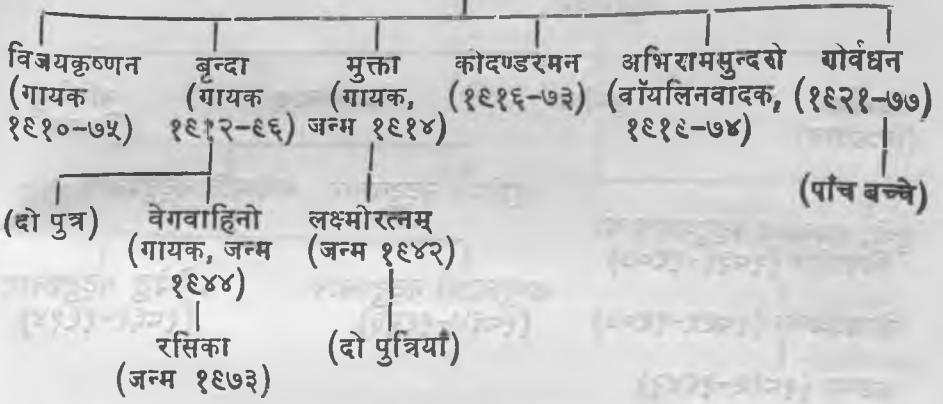 विजयकृष्णन बृन्दा मुक्ता कोदण्डरमन अभिरामसुन्दरो गोर्वधन
(गायक (गायक (गायक, (१९१६-७३) (वॉयलिनवादक, (१९२१-७७)
१९१०-७५) १९१२-९६) जन्म १९१४) १९१९-७४)
(दो पुत्र) वेगवाहिनो लक्ष्मोरत्नम् (पांच बच्चे)
(गायक, जन्म (जन्म १९४२)
१९४४)
रसिका (दो पुत्रियाँ)
(जन्म १९७३)